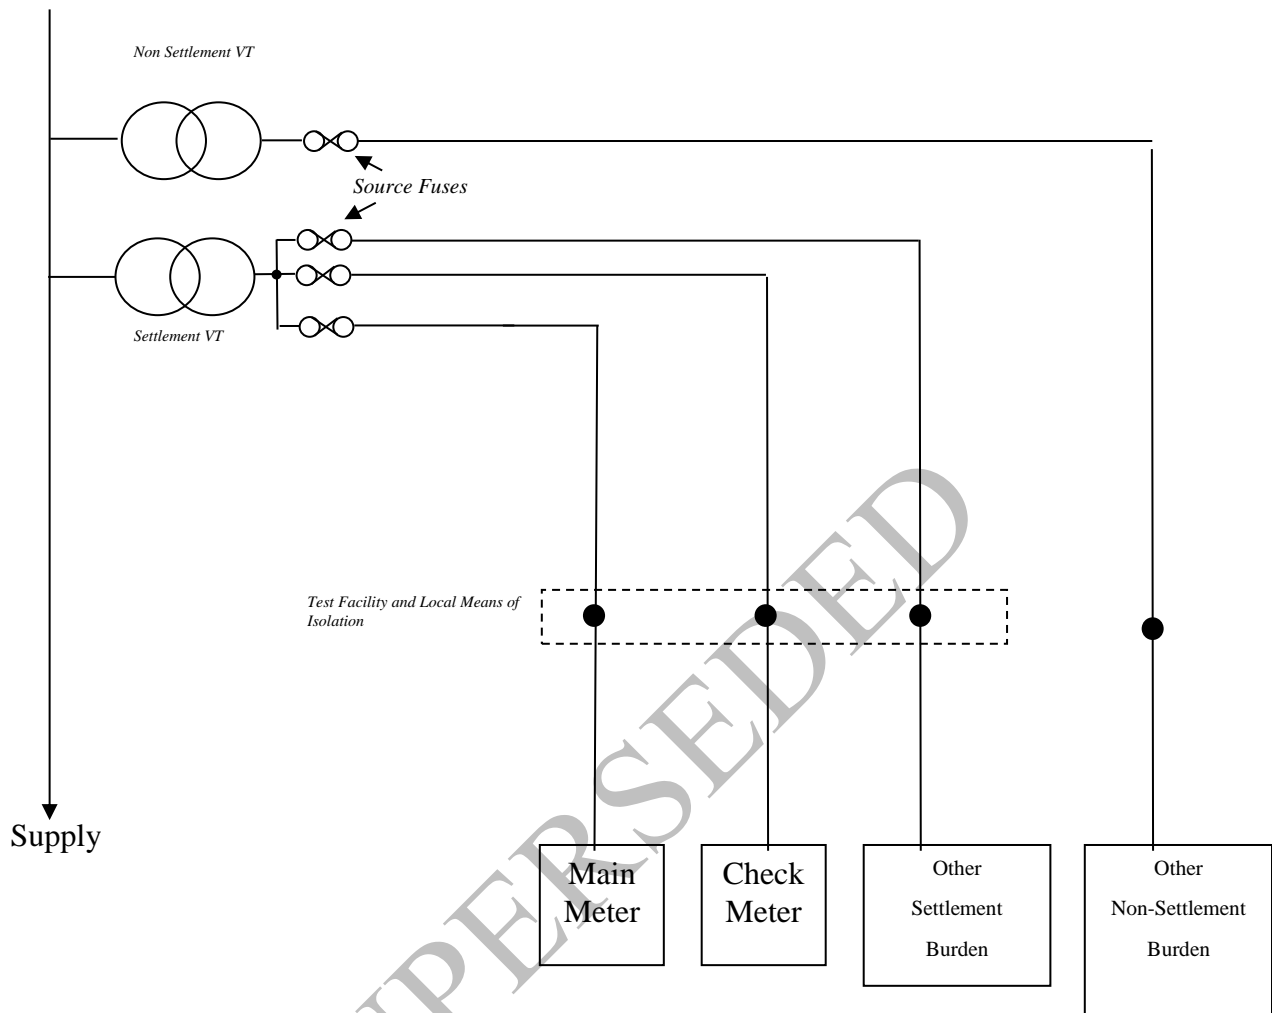 Non Settlement VT
Source Fuses
Settlement VT
Test Facility and Local Means of
Isolation
Supply
Main
Meter
Check
Meter
Other
Settlement
Burden
Other
Non-Settlement
Burden
UPERSEDED